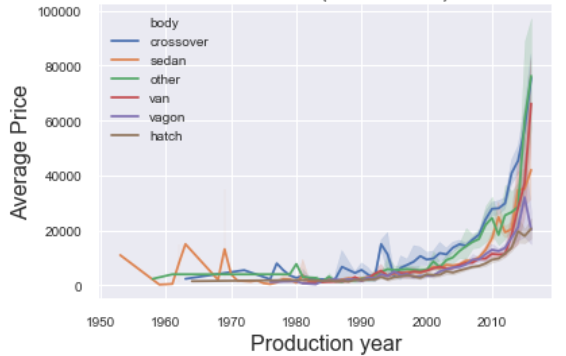 100000
80000
60000
40000
20000
0
Average Price
body
crossover
sedan
other
van
vagon
hatch
1950 1960 1970 1980 1990 2000 2010
Production year